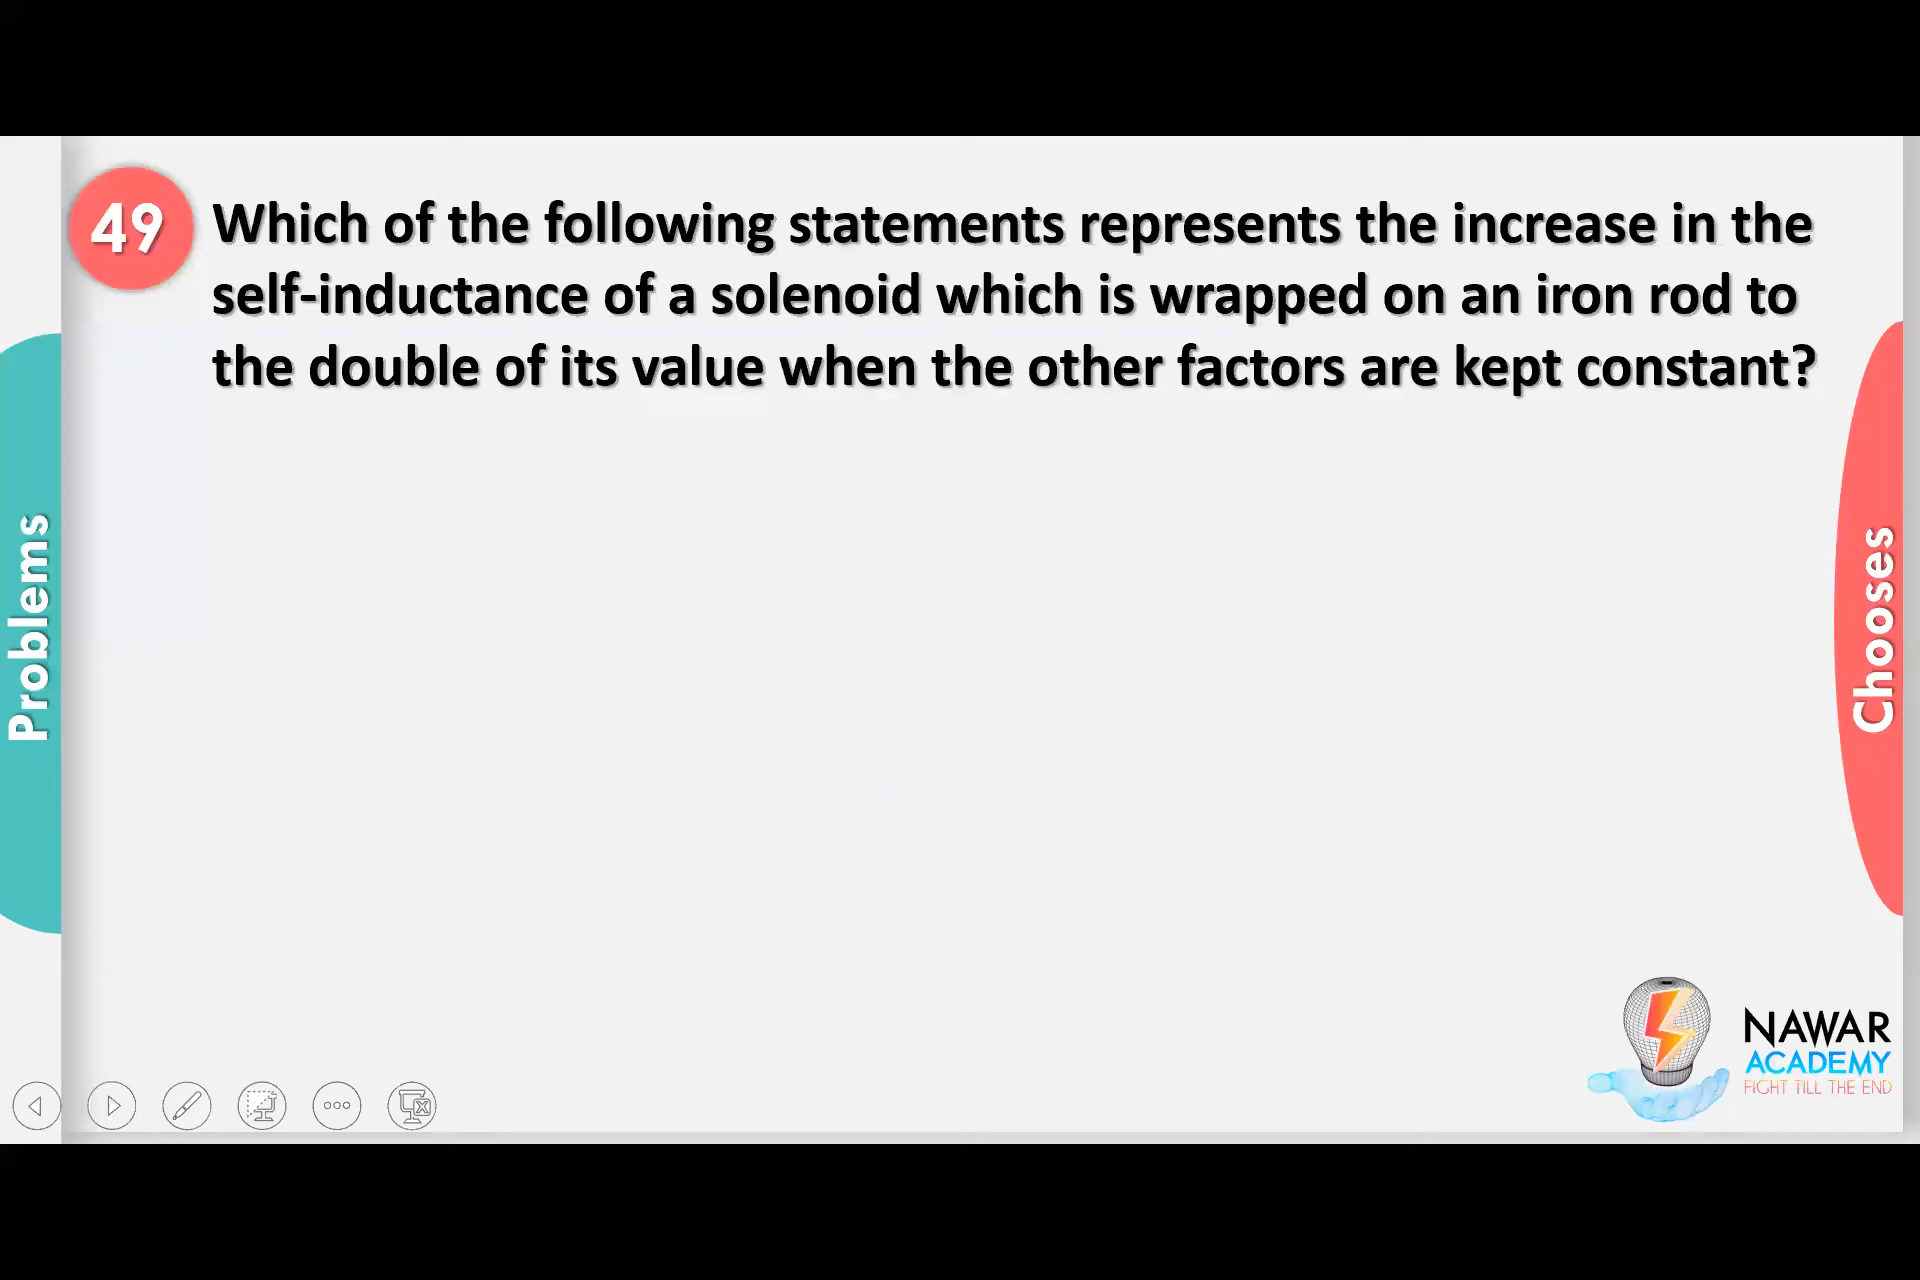 49
Which of the following statements represents the increase in the
self-inductance of a solenoid which is wrapped on an iron rod to
the double of its value when the other factors are kept constant?
Problems
Chooses
NAWAR
ACADEMY
FIGHT TILL THE END